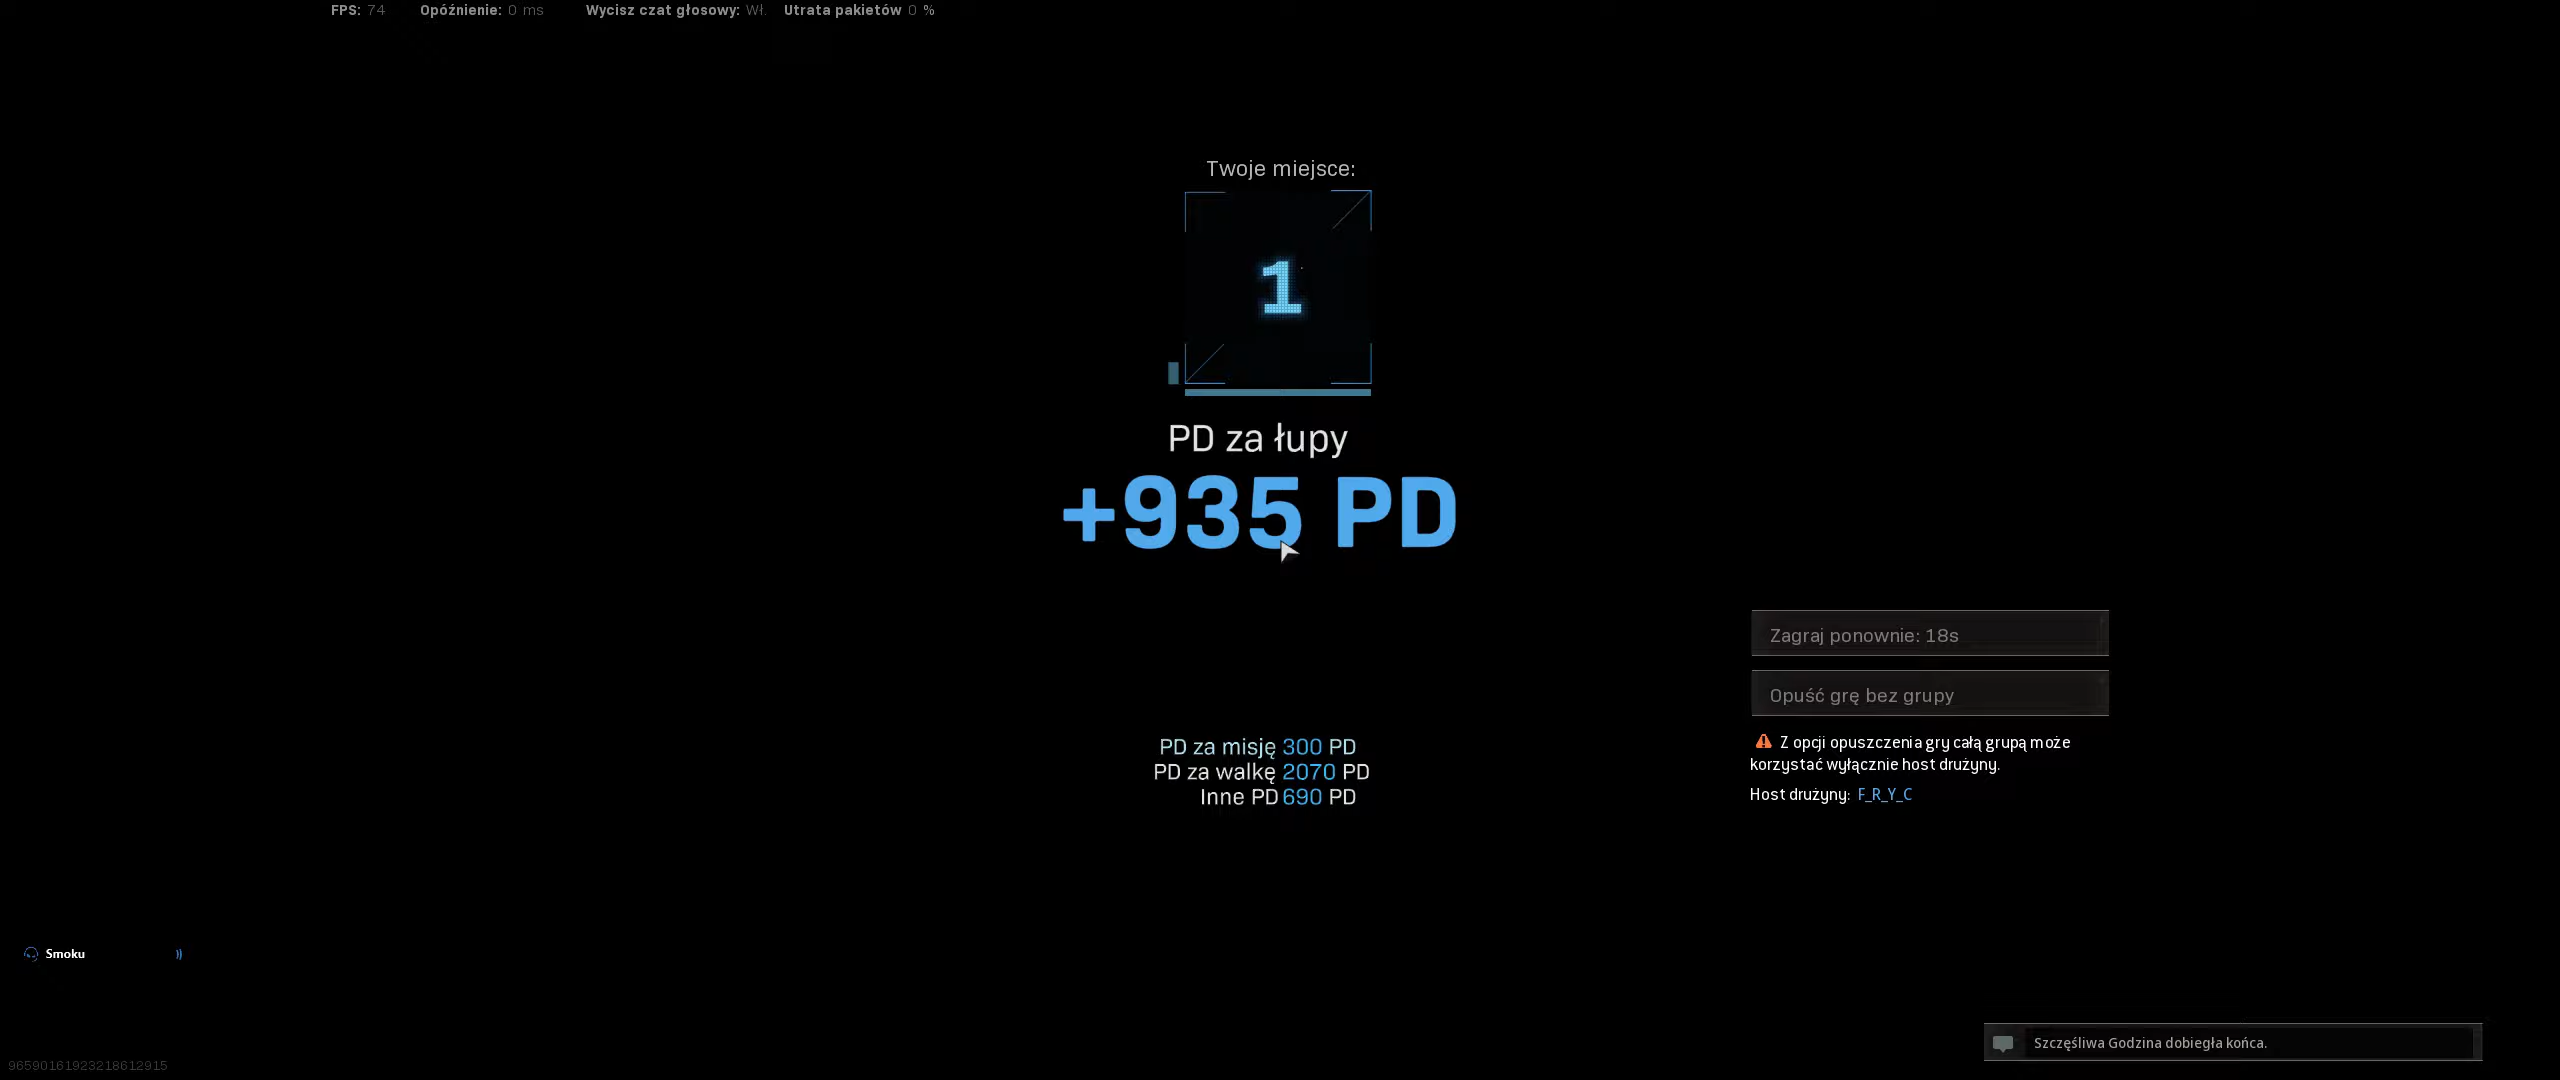 FPS: 74 Opóźnienie: 0 ms Wycisz czat głosowy: Wł. Utrata pakietów 0 %
Twoje miejsce:
1
PD za łupy
+935 PD
Zagraj ponownie: 18s
Opuść grę bez grupy
Z opcji opuszczenia gry całą grupą może
korzystać wyłącznie host drużyny.
Host drużyny: F_R_Y_C
PD za misję 300 PD
PD za walkę 2070 PD
Inne PD 690 PD
Smoku
Szczęśliwa Godzina dobiegła końca.
96590161923218612915